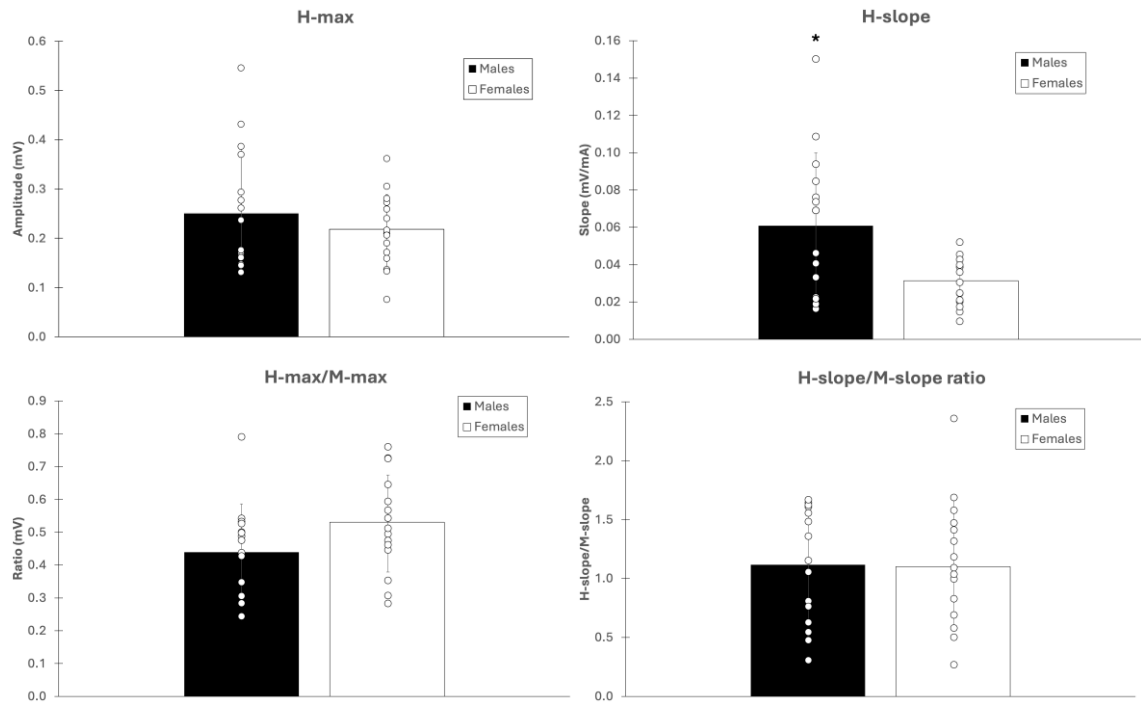 H-max
0.6
0.5
0.4
0.3
0.2
0.1
0.0
Amplitude (mV)
Males
Females
H-slope
*
0.16
0.14
0.12
0.10
0.08
0.06
0.04
0.02
0.00
Slope (mV/mA)
Males
Females
H-max/M-max
0.9
0.8
0.7
0.6
0.5
0.4
0.3
0.2
0.1
0.0
Ratio (mV)
Males
Females
H-slope/M-slope ratio
2.5
2.0
1.5
1.0
0.5
0.0
H-slope/M-slope
Males
Females